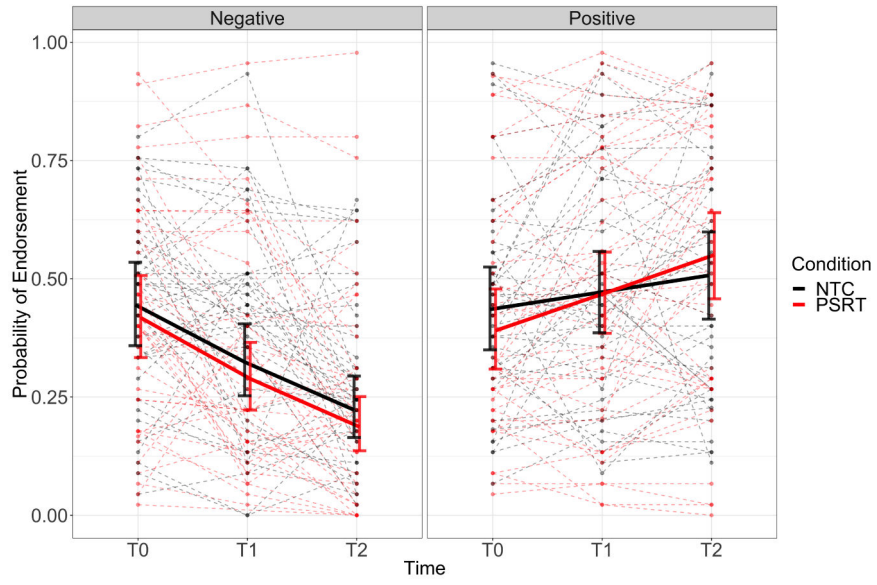 Negative Positive
1.00
0.75
0.50
0.25
0.00
Probability of Endorsement
T0 T1 T2 T0 T1 T2
Time
Condition
NTC
PSRT